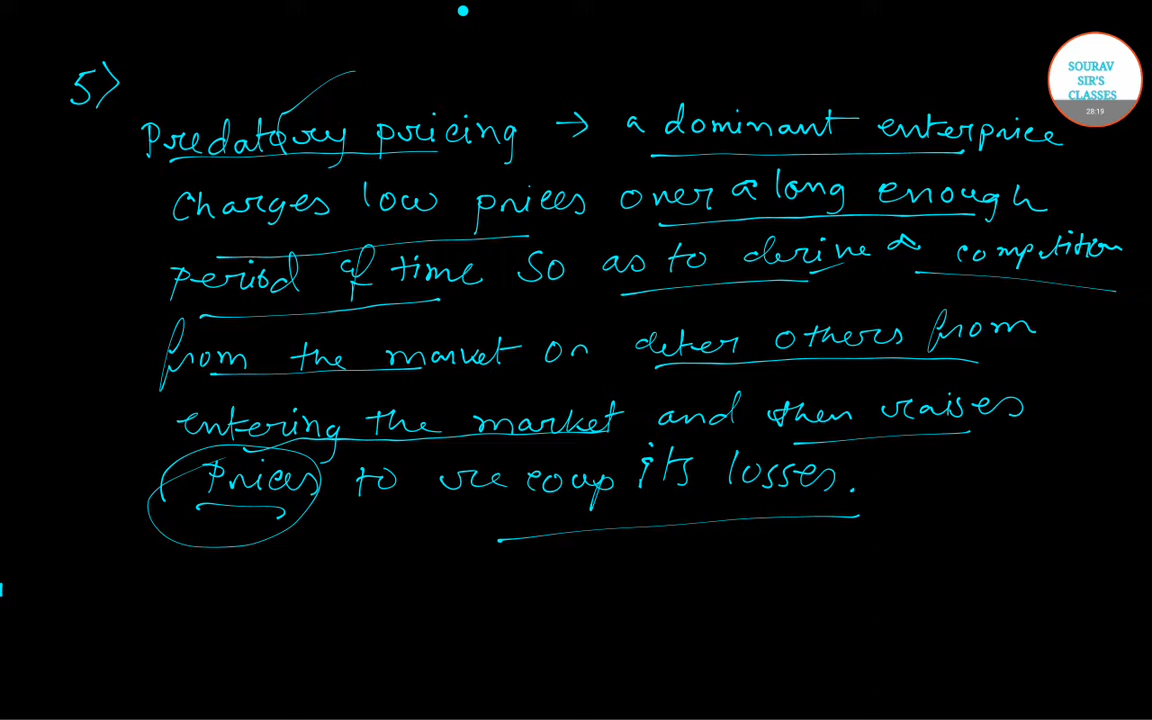 SOURAV
SIR'S
CLASSES
28:19
5)
Predatory pricing → a dominant enterprice
charges low prices over a long enough
period of time so as to derive a competition
from the market or deter others from
entering the market and then raises
prices to recoup its losses.